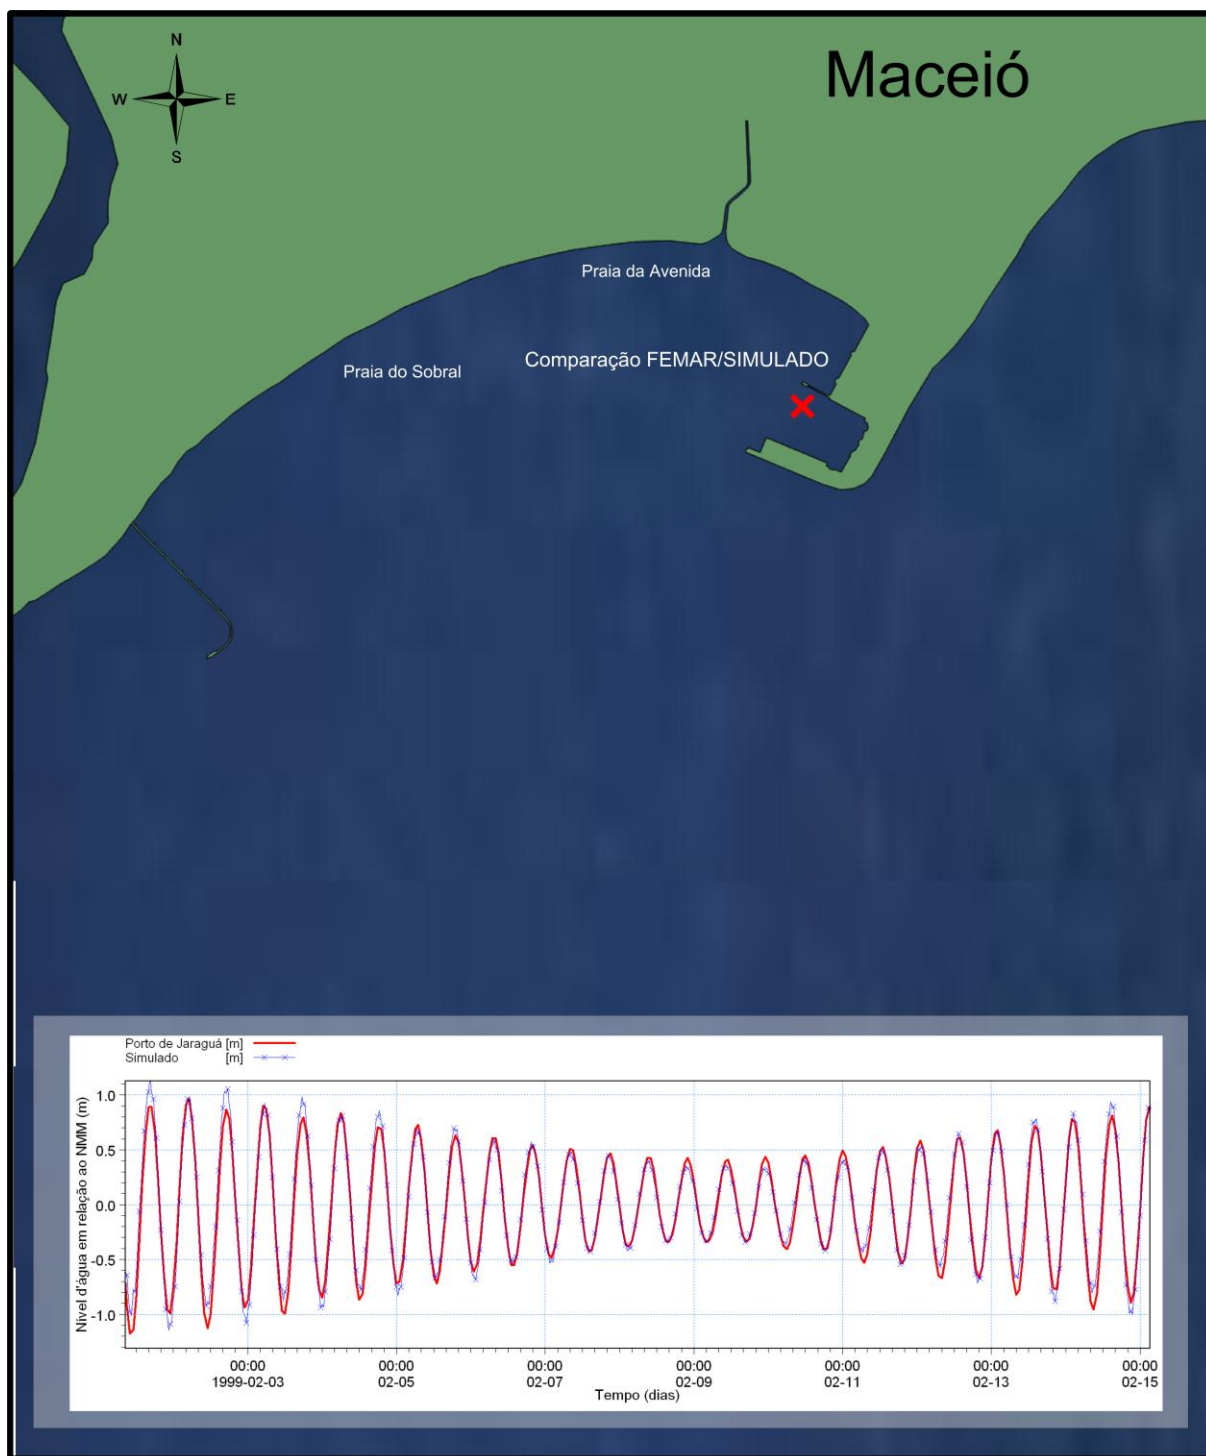 N
Maceió
W E
S
Praia da Avenida
Comparação FEMAR/SIMULADO
Praia do Sobral
Porto de Jaraguá [m]
Simulado [m]
Nível d'água em relação ao NMM (m)
1.0
0.5
0.0
-0.5
-1.0
00:00 00:00 00:00 00:00 00:00 00:00 00:00
1999-02-03 02-05 02-07 02-09 02-11 02-13 02-15
Tempo (dias)